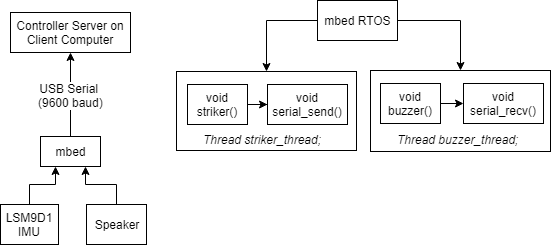 Controller Server on
Client Computer
USB Serial
(9600 baud)
mbed
LSM9D1
IMU
Speaker
mbed RTOS
void
striker()
void
serial_send()
Thread striker_thread;
void
buzzer()
void
serial_recv()
Thread buzzer_thread;